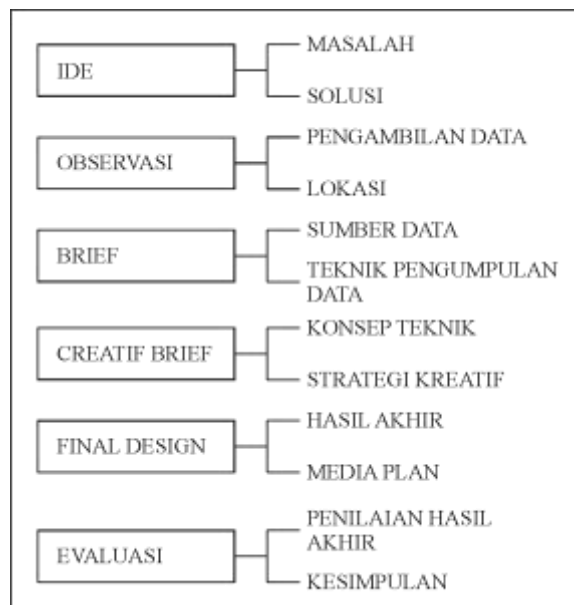 IDE
MASALAH
SOLUSI
OBSERVASI
PENGAMBILAN DATA
LOKASI
BRIEF
SUMBER DATA
TEKNIK PENGUMPULAN
DATA
CREATIF BRIEF
KONSEP TEKNIK
STRATEGI KREATIF
FINAL DESIGN
HASIL AKHIR
MEDIA PLAN
EVALUASI
PENILAIAN HASIL
AKHIR
KESIMPULAN